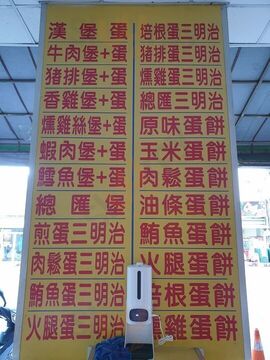 漢堡蛋
牛肉堡+蛋
猪排堡+蛋
香雞堡+蛋
燻雞絲堡+蛋
蝦肉堡+蛋
鱈魚堡+蛋
總匯堡
煎蛋三明治
肉鬆蛋三明治
鮪魚蛋三明治
火腿蛋三明治
培根蛋三明治
猪排蛋三明治
燻雞蛋三明治
總匯三明治
原味蛋餅
玉米蛋餅
肉鬆蛋餅
油條蛋餅
鮪魚蛋餅
火腿蛋餅
培根蛋餅
雞蛋餅